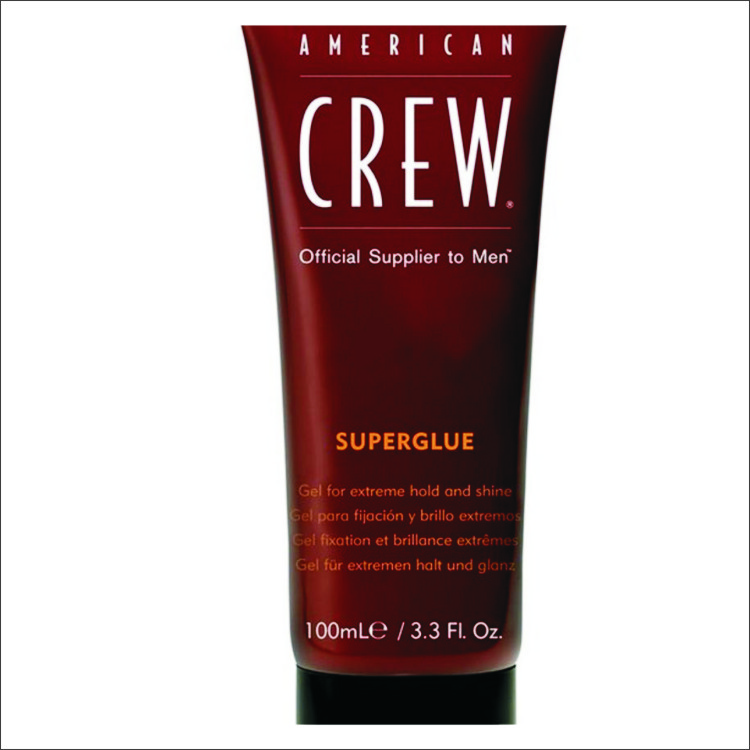 AMERICAN
CREW®
Official Supplier to Men™
SUPERGLUE
Gel for extreme hold and shine
Gel para fijación y brillo extremos
Gel fixation et brillance extrêmes
Gel für extremen halt und glanz
100mL℮ / 3.3 Fl. Oz.